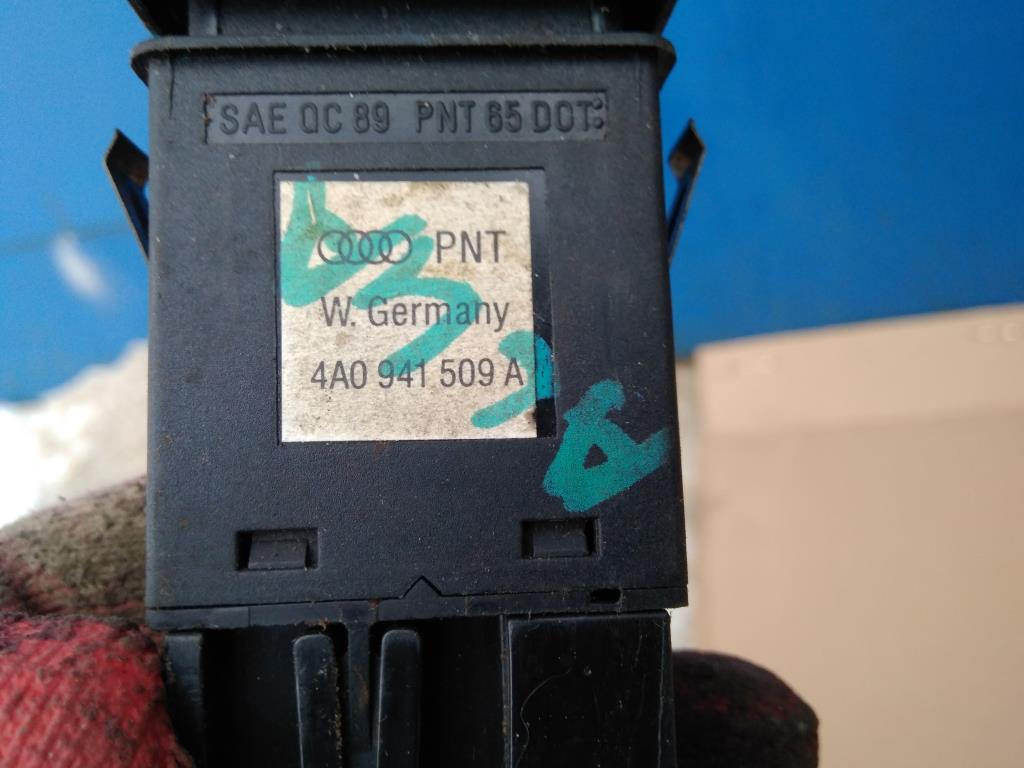 SAE QC 89 PNT 65 DOT
PNT
W. Germany
4A0 941 509 A